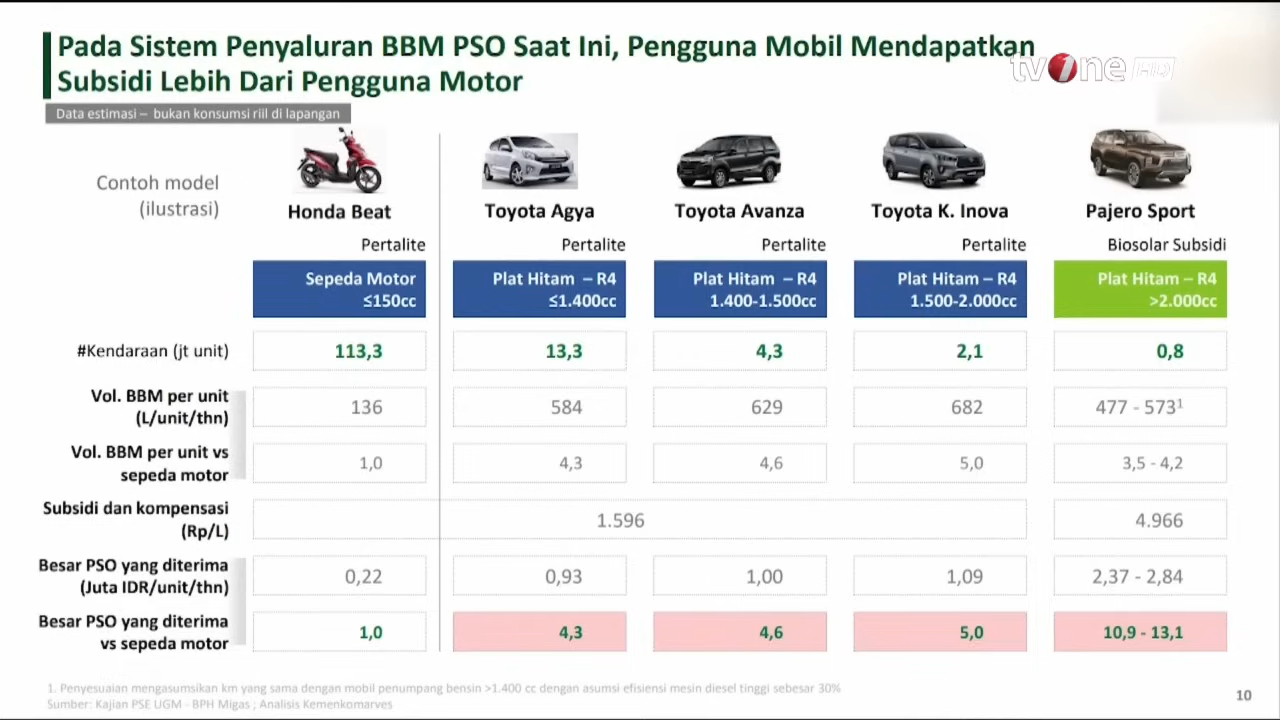 Pada Sistem Penyaluran BBM PSO Saat Ini, Pengguna Mobil Mendapatkan
Subsidi Lebih Dari Pengguna Motor
tvOne HD
Data estimasi – bukan konsumsi riil di lapangan
Contoh model
(ilustrasi)
Honda Beat Toyota Agya Toyota Avanza Toyota K. Inova Pajero Sport
Pertalite Pertalite Pertalite Pertalite Biosolar Subsidi
Sepeda Motor Plat Hitam – R4 Plat Hitam – R4 Plat Hitam – R4 Plat Hitam – R4
≤150cc ≤1.400cc 1.400-1.500cc 1.500-2.000cc >2.000cc
#Kendaraan (jt unit) 113,3 13,3 4,3 2,1 0,8
Vol. BBM per unit
(L/unit/thn) 136 584 629 682 477 - 573¹
Vol. BBM per unit vs
sepeda motor 1,0 4,3 4,6 5,0 3,5 - 4,2
Subsidi dan kompensasi
(Rp/L) 1.596 4.966
Besar PSO yang diterima
(Juta IDR/unit/thn) 0,22 0,93 1,00 1,09 2,37 - 2,84
Besar PSO yang diterima
vs sepeda motor 1,0 4,3 4,6 5,0 10,9 - 13,1
1. Penyesuaian mengasumsikan km yang sama dengan mobil penumpang bensin >1.400 cc dengan asumsi efisiensi mesin diesel tinggi sebesar 30%
Sumber: Kajian PSE UGM - BPH Migas ; Analisis Kemenkomarves
10